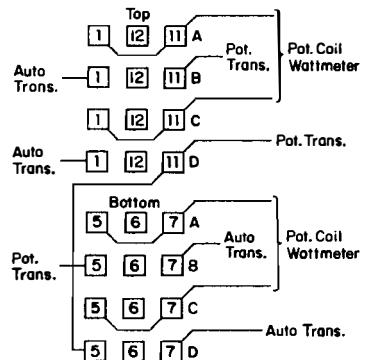 Top
1 12 11 A
Pot. Coil
Wattmeter
Auto
Trans.
1 12 11 B
Pot.
Trans.
1 12 11 C
Auto
Trans.
1 12 11 D
Pot. Trans.
Bottom
5 6 7 A
Pot. Coil
Wattmeter
Pot.
Trans.
5 6 7 B
Auto
Trans.
5 6 7 C
5 6 7 D
Auto Trans.